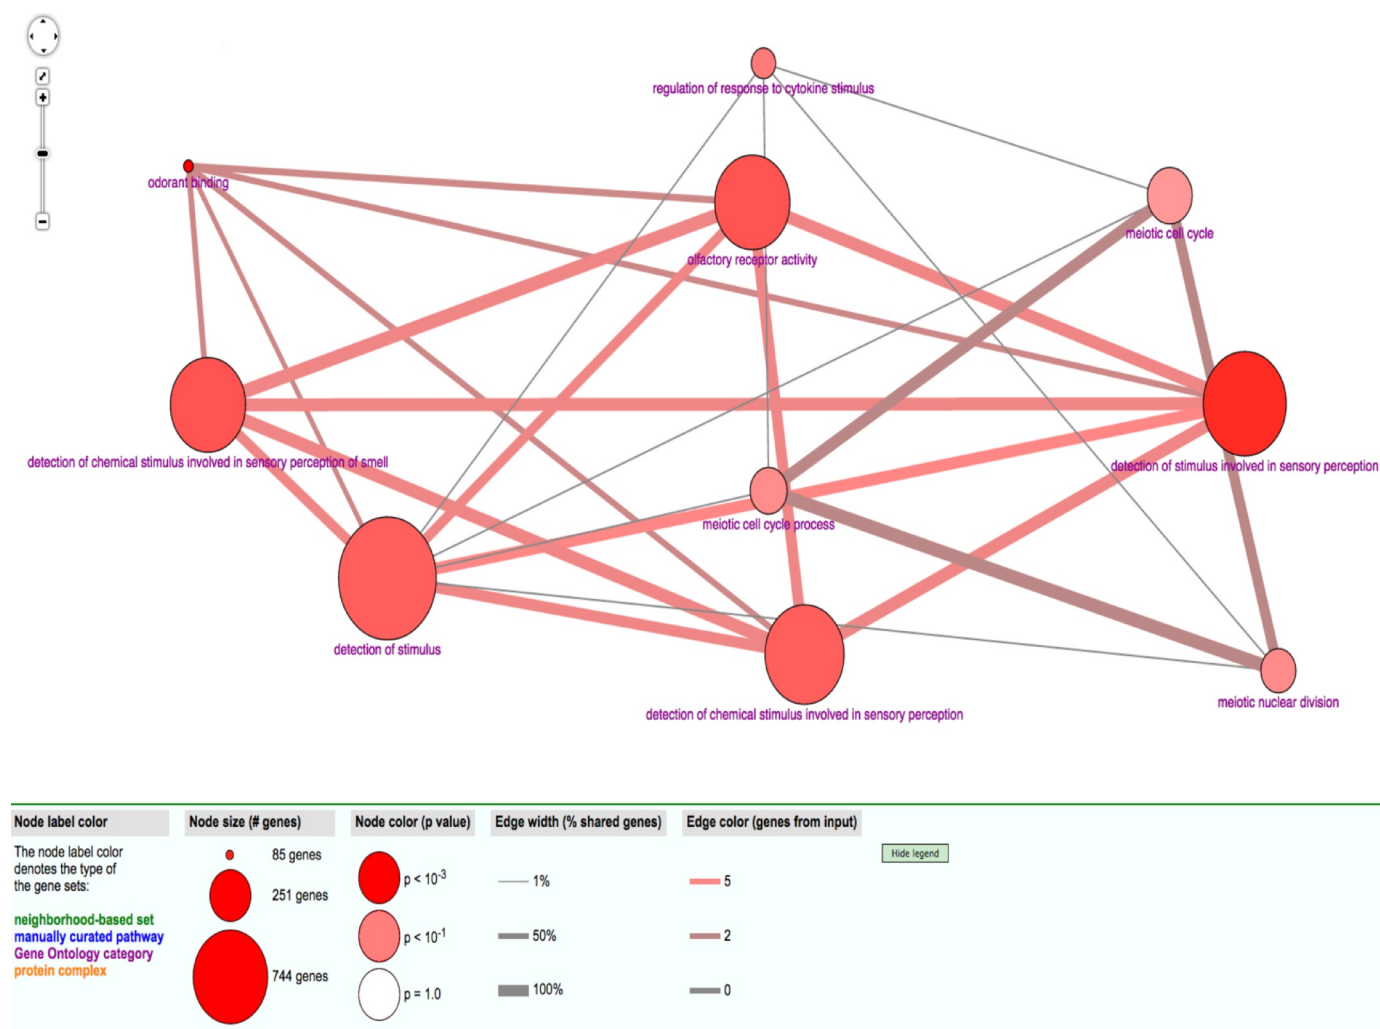 regulation of response to cytokine stimulus
odorant binding
meiotic cell cycle
olfactory receptor activity
detection of chemical stimulus involved in sensory perception of smell
detection of stimulus involved in sensory perception
meiotic cell cycle process
detection of stimulus
meiotic nuclear division
detection of chemical stimulus involved in sensory perception
Node label color
The node label color
denotes the type of
the gene sets:
neighborhood-based set
manually curated pathway
Gene Ontology category
protein complex
Node size (# genes)
85 genes
251 genes
744 genes
Node color (p value)
p < 10⁻³
p < 10⁻¹
p = 1.0
Edge width (% shared genes)
1%
50%
100%
Edge color (genes from input)
5
2
0
Hide legend